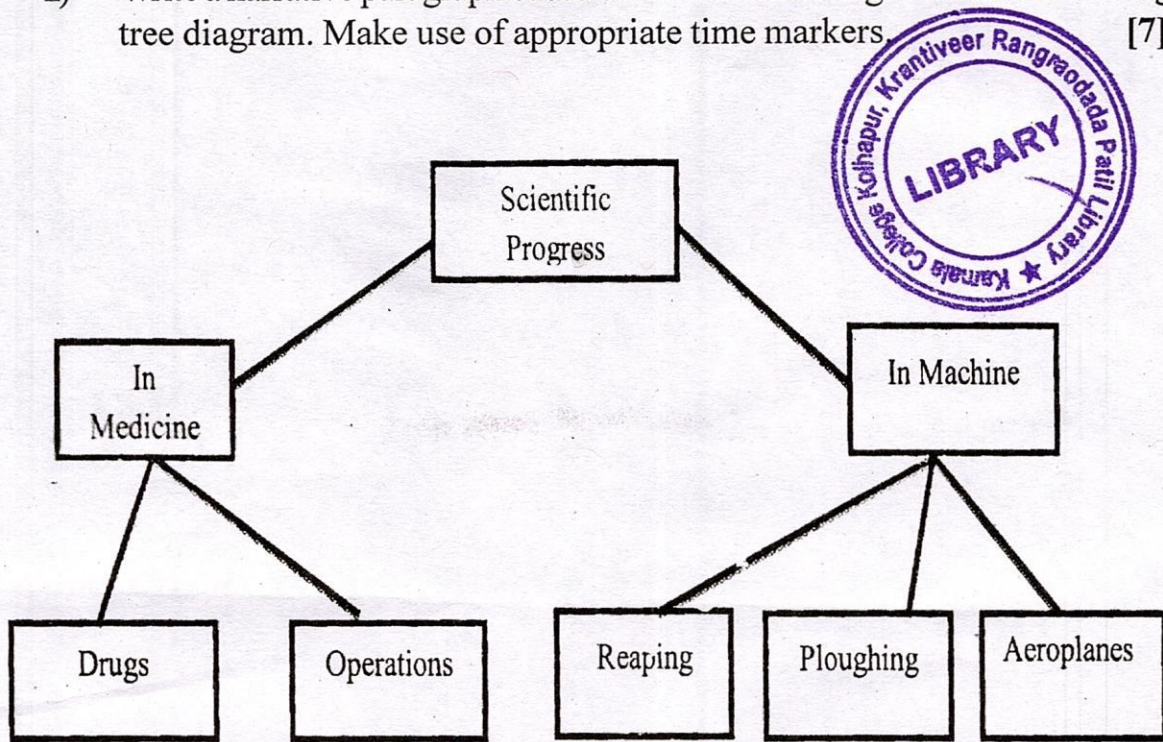 tree diagram. Make use of appropriate time markers. [7]
Kamala College Kolhapur, Krantiveer Rangraodada Patil Library ★
LIBRARY
Scientific
Progress
In
Medicine
In Machine
Drugs
Operations
Reaping
Ploughing
Aeroplanes